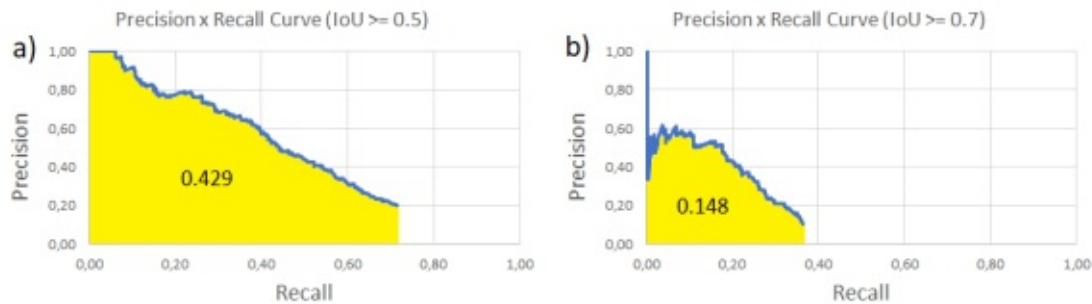 Precision x Recall Curve (IoU >= 0.5)
a)
1,00
0,80
0,60
0,40
0,20
0,00
Precision
0.429
0,00 0,20 0,40 0,60 0,80 1,00
Recall
Precision x Recall Curve (IoU >= 0.7)
b)
1,00
0,80
0,60
0,40
0,20
0,00
Precision
0.148
0,00 0,20 0,40 0,60 0,80 1,00
Recall